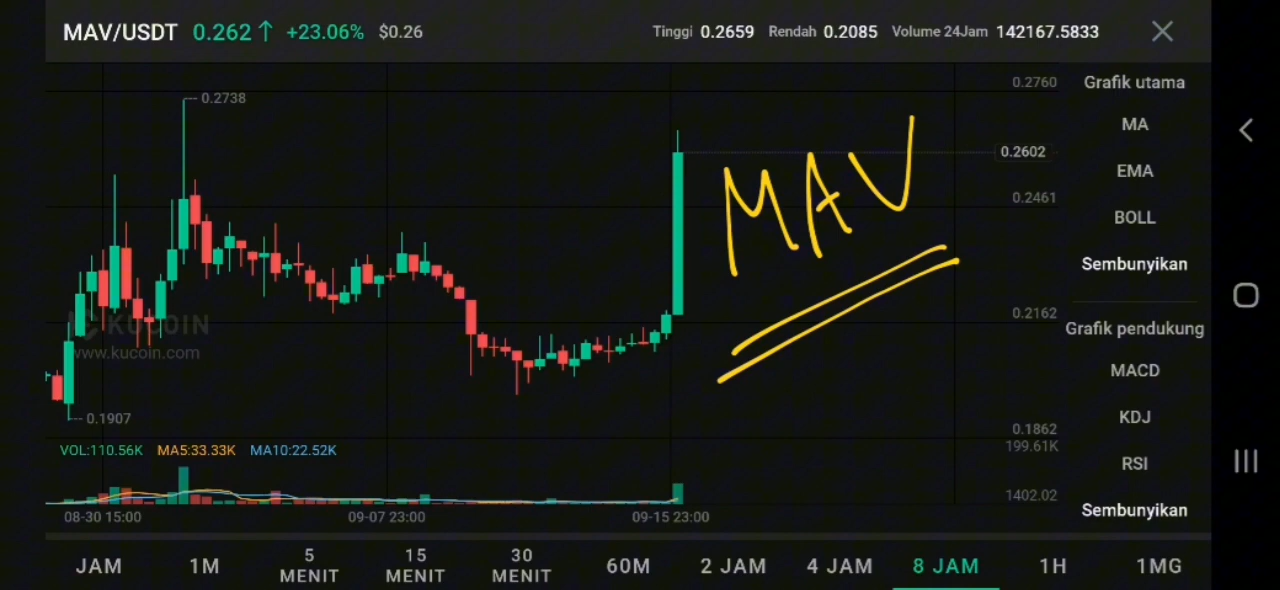 MAV/USDT 0.262↑ +23.06% $0.26 Tinggi 0.2659 Rendah 0.2085 Volume 24Jam 142167.5833
0.2760
Grafik utama
0.2738
MA
MAV
0.2602
EMA
0.2461
BOLL
Sembunyikan
0.2162
KUCOIN
Grafik pendukung
www.kucoin.com
MACD
0.1907
KDJ
0.1862
VOL:110.56K MA5:33.33K MA10:22.52K
199.61K
RSI
1402.02
Sembunyikan
08-30 15:00 09-07 23:00 09-15 23:00
JAM 1M 5 MENIT 15 MENIT 30 MENIT 60M 2 JAM 4 JAM 8 JAM 1H 1MG